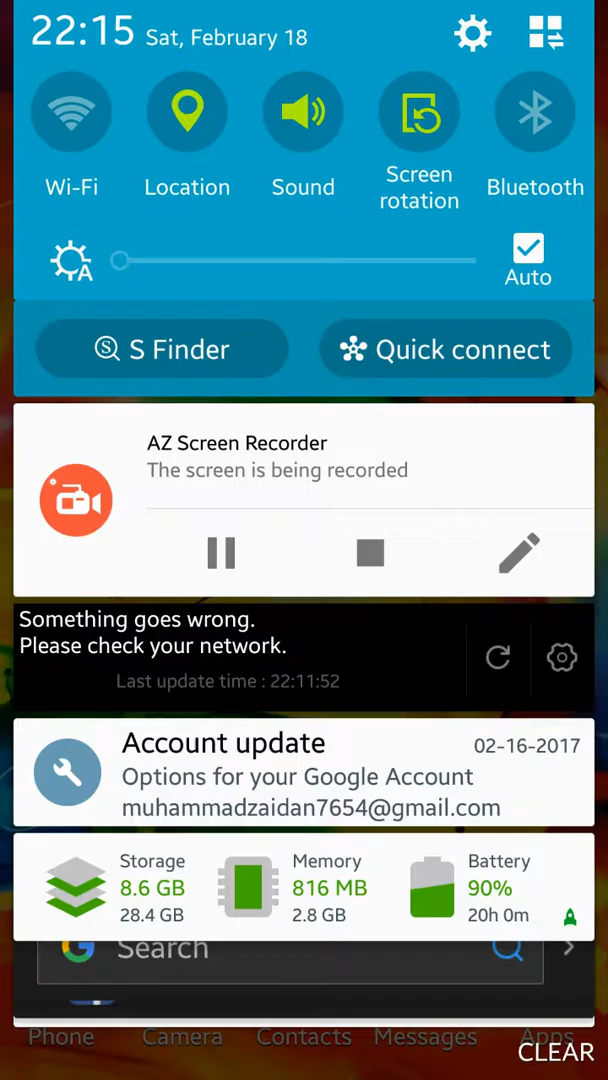 22:15 Sat, February 18
Wi-Fi
Location
Sound
Screen
rotation
Bluetooth
A
Auto
S Finder
Quick connect
AZ Screen Recorder
The screen is being recorded
Something goes wrong.
Please check your network.
Last update time : 22:11:52
Account update 02-16-2017
Options for your Google Account
muhammadzaidan7654@gmail.com
Storage
8.6 GB
28.4 GB
Memory
816 MB
2.8 GB
Battery
90%
20h 0m
Search
Phone Camera Contacts Messages Apps
CLEAR